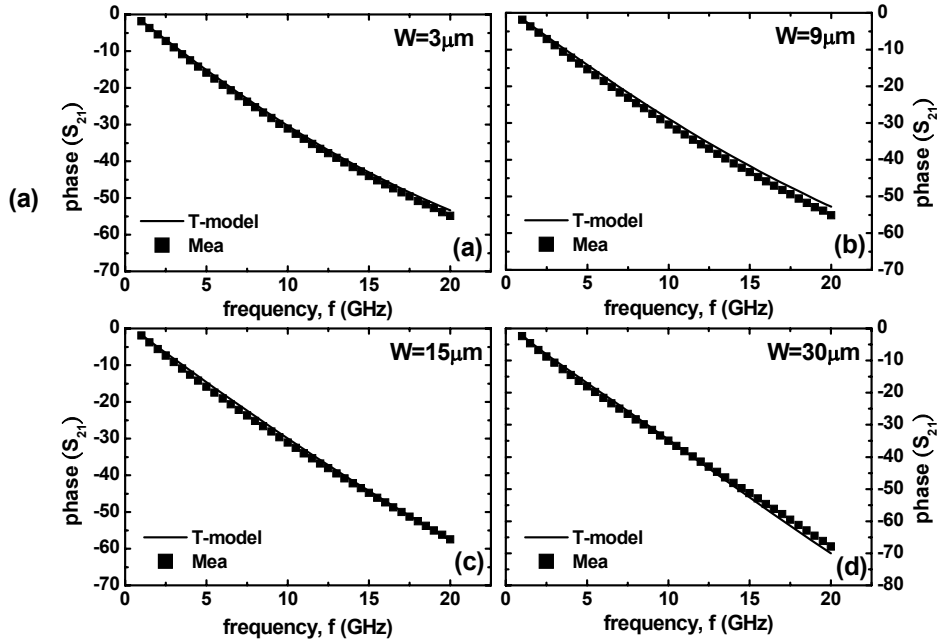 (a)
W=3μm
phase (S21)
0
-10
-20
-30
-40
-50
-60
-70
T-model
Mea
(a)
0 5 10 15 20
frequency, f (GHz)
W=9μm
0
-10
-20
-30
-40
-50
-60
-70
phase (S21)
T-model
Mea
(b)
0 5 10 15 20
frequency, f (GHz)
W=15μm
phase (S21)
0
-10
-20
-30
-40
-50
-60
-70
T-model
Mea
(c)
0 5 10 15 20
frequency, f (GHz)
W=30μm
0
-10
-20
-30
-40
-50
-60
-70
-80
phase (S21)
T-model
Mea
(d)
0 5 10 15 20
frequency, f (GHz)